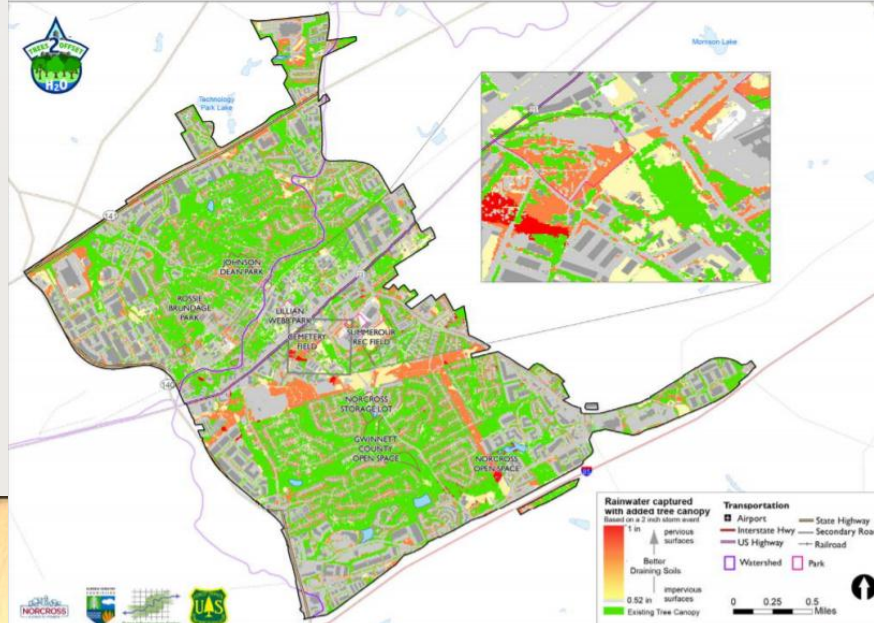 TREES 2 OFFSET
H2O
Morrison Lake
Technology
Park Lake
141
JOHNSON
DEAN PARK
ROSSIE
BRUNDAGE
PARK
LILLIAN
WEBB PARK
CEMETERY
FIELD
SUMMEROUR
REC FIELD
140
NORCROSS
STORAGE LOT
GWINNETT
COUNTY
OPEN SPACE
NORCROSS
OPEN SPACE
Rainwater captured
with added tree canopy
Based on a 2 inch storm event
1 in
pervious
surfaces
Better
Draining Soils
0.52 in
impervious
surfaces
Existing Tree Canopy
Transportation
Airport
Interstate Hwy
US Highway
State Highway
Secondary Road
Railroad
Watershed
Park
0 0.25 0.5
Miles
NORCROSS
U S